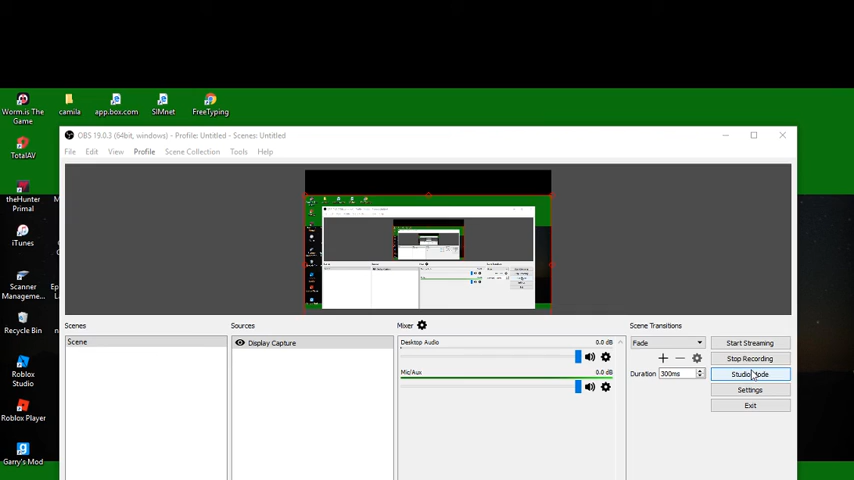 Worm.is The
Game
camila
app.box.com
SIMnet
FreeTyping
TotalAV
theHunter
Primal
iTunes
Scanner
Manageme...
Recycle Bin
Roblox
Studio
Roblox Player
Garry's Mod
OBS 19.0.3 (64bit, windows) - Profile: Untitled - Scenes: Untitled
File Edit View Profile Scene Collection Tools Help
Scenes
Scene
Sources
Display Capture
Mixer
Desktop Audio 0.0 dB
Mic/Aux 0.0 dB
Scene Transitions
Fade
Duration 300ms
Start Streaming
Stop Recording
Studio Mode
Settings
Exit